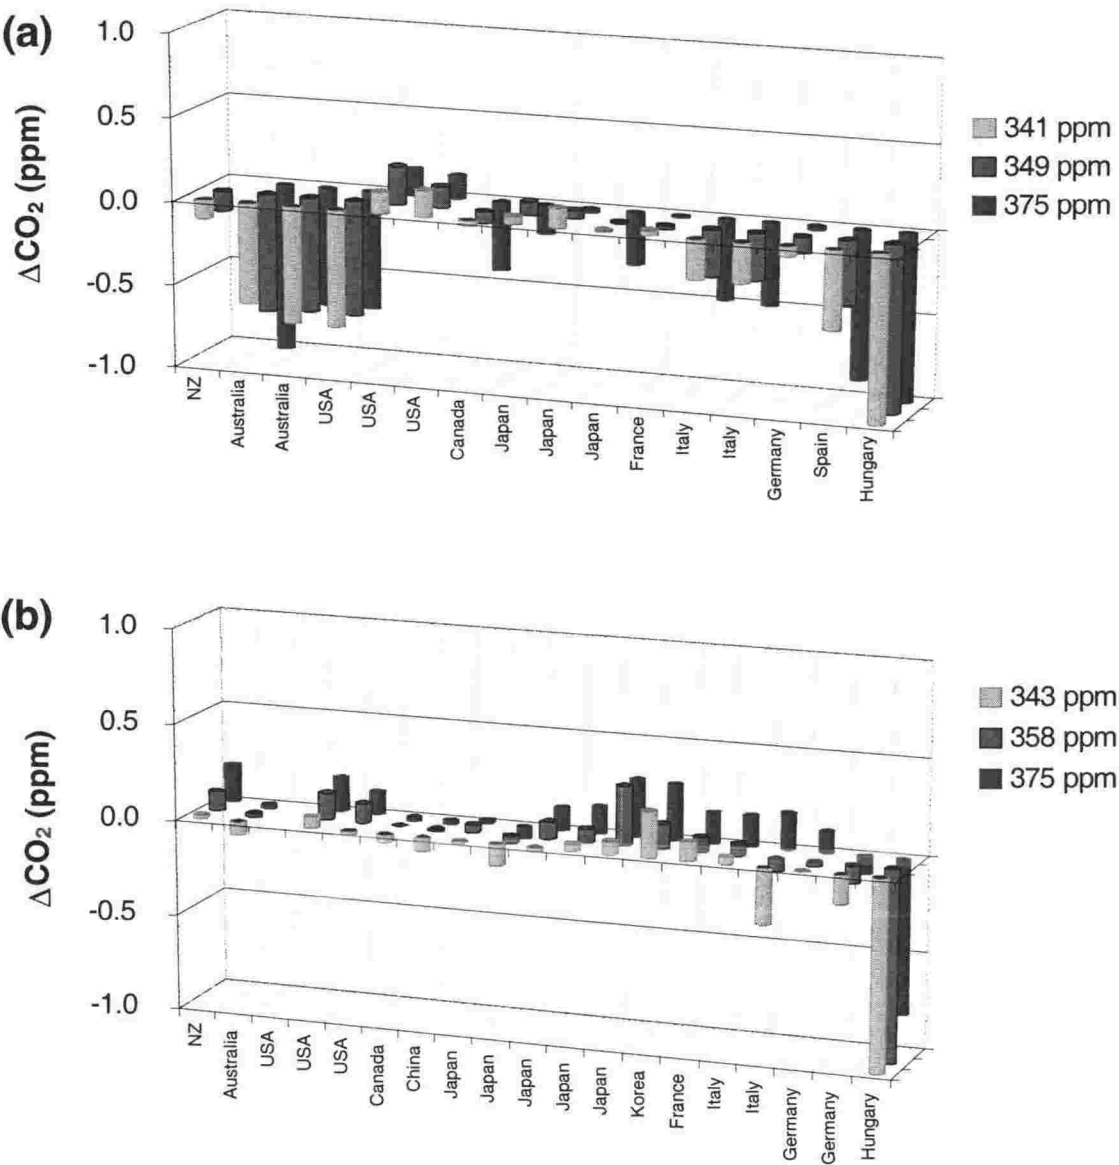 (a)
ΔCO₂ (ppm)
1.0
0.5
0.0
-0.5
-1.0
NZ
Australia
Australia
USA
USA
USA
Canada
Japan
Japan
Japan
France
Italy
Italy
Germany
Spain
Hungary
341 ppm
349 ppm
375 ppm
(b)
ΔCO₂ (ppm)
1.0
0.5
0.0
-0.5
-1.0
NZ
Australia
USA
USA
USA
Canada
China
Japan
Japan
Japan
Japan
Japan
Korea
France
Italy
Italy
Germany
Germany
Hungary
343 ppm
358 ppm
375 ppm